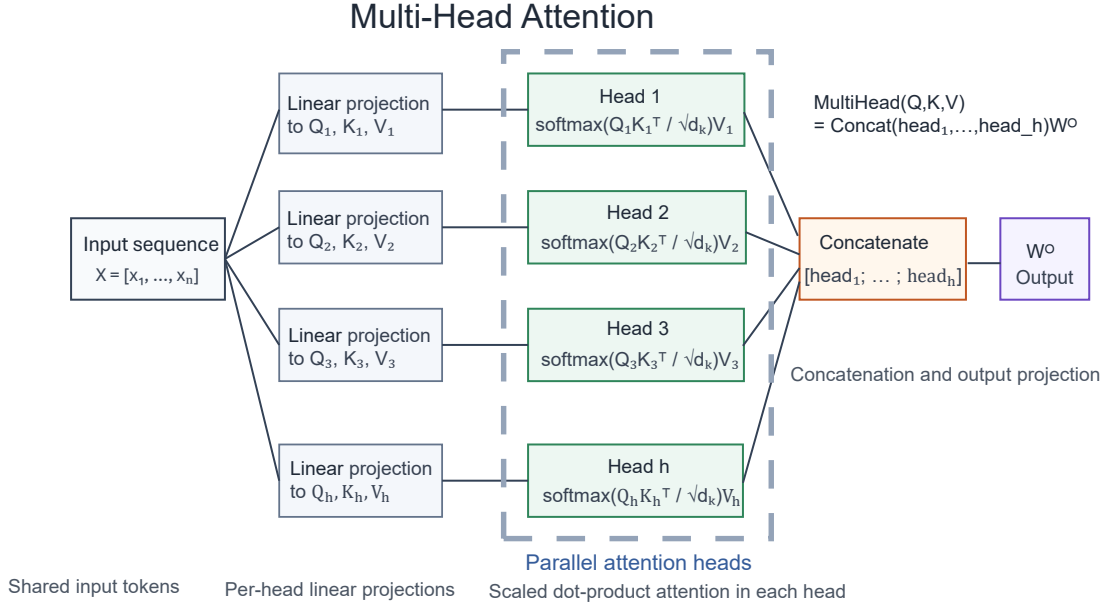 Multi-Head Attention
Linear projection
to Q₁, K₁, V₁
Head 1
softmax(Q₁K₁ᵀ / √dₖ)V₁
MultiHead(Q,K,V)
= Concat(head₁,…,head_h)Wᴼ
Linear projection
to Q₂, K₂, V₂
Head 2
softmax(Q₂K₂ᵀ / √dₖ)V₂
Input sequence
X = [x₁, ..., xₙ]
Concatenate
[head₁; … ; headₕ]
Wᴼ
Output
Linear projection
to Q₃, K₃, V₃
Head 3
softmax(Q₃K₃ᵀ / √dₖ)V₃
Concatenation and output projection
Linear projection
to Qₕ, Kₕ, Vₕ
Head h
softmax(QₕKₕᵀ / √dₖ)Vₕ
Parallel attention heads
Shared input tokens
Per-head linear projections
Scaled dot-product attention in each head